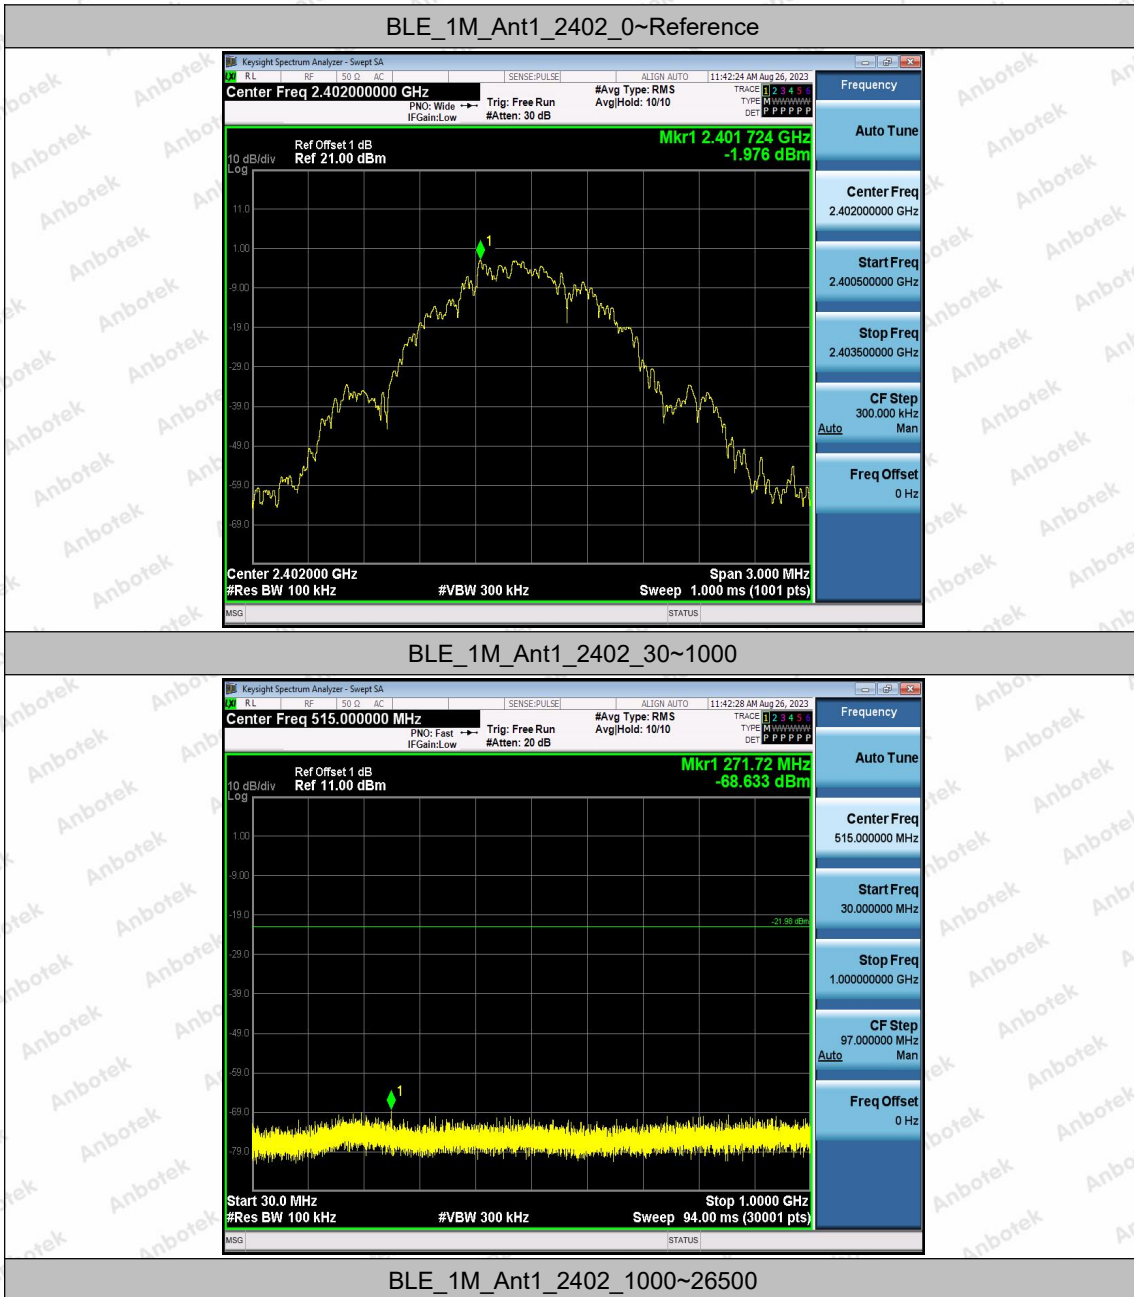 BLE_1M_Ant1_2402_0~Reference
Keysight Spectrum Analyzer - Swept SA
LXI RL RF 50 Ω AC SENSE:PULSE ALIGN AUTO 11:42:24 AM Aug 26, 2023
Center Freq 2.402000000 GHz
PNO: Wide
IFGain:Low
Trig: Free Run
#Atten: 30 dB
#Avg Type: RMS
Avg|Hold: 10/10
TRACE 1 2 3 4 5 6
TYPE M WWWWW
DET P P P P P P
Ref Offset 1 dB
10 dB/div Ref 21.00 dBm
Log
Mkr1 2.401 724 GHz
-1.976 dBm
11.0
1.00
-9.00
-19.0
-29.0
-39.0
-49.0
-59.0
-69.0
1
Center 2.402000 GHz Span 3.000 MHz
#Res BW 100 kHz #VBW 300 kHz Sweep 1.000 ms (1001 pts)
MSG STATUS
Frequency
Auto Tune
Center Freq
2.402000000 GHz
Start Freq
2.400500000 GHz
Stop Freq
2.403500000 GHz
CF Step
300.000 kHz
Auto Man
Freq Offset
0 Hz
BLE_1M_Ant1_2402_30~1000
Keysight Spectrum Analyzer - Swept SA
LXI RL RF 50 Ω AC SENSE:PULSE ALIGN AUTO 11:42:28 AM Aug 26, 2023
Center Freq 515.000000 MHz
PNO: Fast
IFGain:Low
Trig: Free Run
#Atten: 20 dB
#Avg Type: RMS
Avg|Hold: 10/10
TRACE 1 2 3 4 5 6
TYPE M WWWWW
DET P P P P P P
Ref Offset 1 dB
10 dB/div Ref 11.00 dBm
Log
Mkr1 271.72 MHz
-68.633 dBm
1.00
-9.00
-19.0
-29.0
-39.0
-49.0
-59.0
-69.0
-79.0
-21.98 dBm
1
Start 30.0 MHz Stop 1.0000 GHz
#Res BW 100 kHz #VBW 300 kHz Sweep 94.00 ms (30001 pts)
MSG STATUS
Frequency
Auto Tune
Center Freq
515.000000 MHz
Start Freq
30.000000 MHz
Stop Freq
1.000000000 GHz
CF Step
97.000000 MHz
Auto Man
Freq Offset
0 Hz
BLE_1M_Ant1_2402_1000~26500
Anbotek